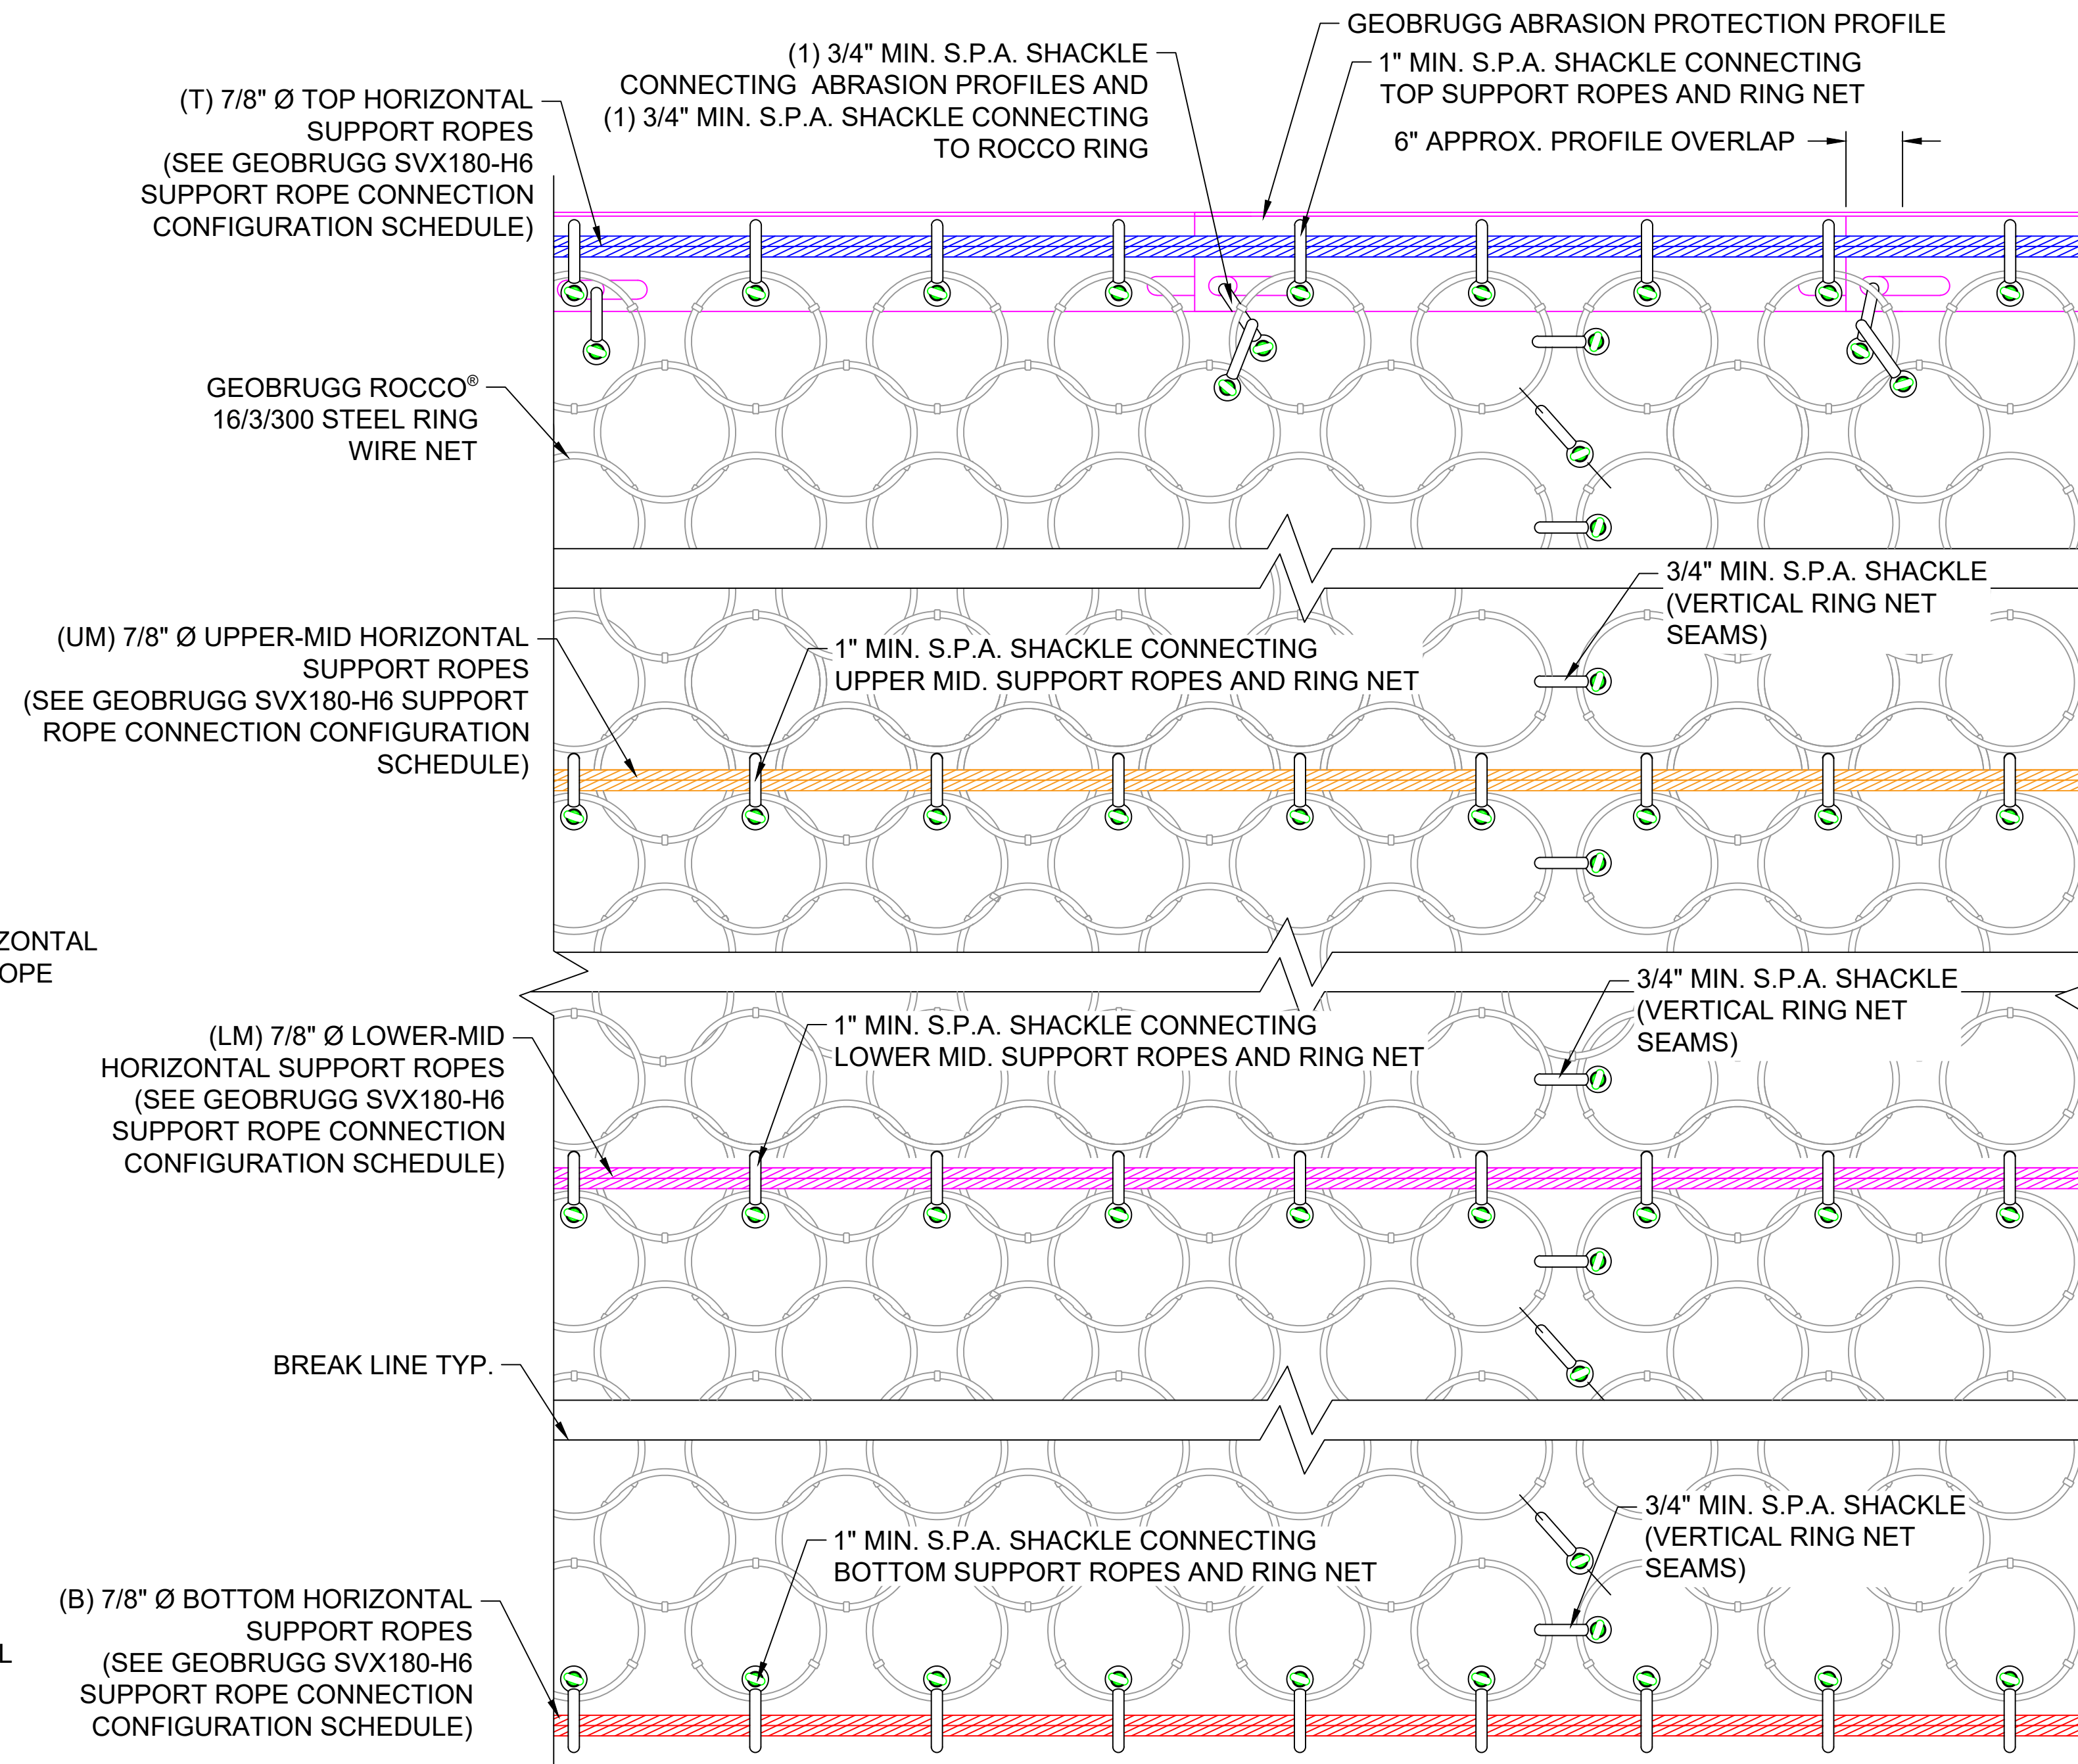 GEOBRUGG ABRASION PROTECTION PROFILE
(1) 3/4" MIN. S.P.A. SHACKLE
CONNECTING ABRASION PROFILES AND
(1) 3/4" MIN. S.P.A. SHACKLE CONNECTING
TO ROCCO RING
1" MIN. S.P.A. SHACKLE CONNECTING
TOP SUPPORT ROPES AND RING NET
6" APPROX. PROFILE OVERLAP
(T) 7/8" Ø TOP HORIZONTAL
SUPPORT ROPES
(SEE GEOBRUGG SVX180-H6
SUPPORT ROPE CONNECTION
CONFIGURATION SCHEDULE)
GEOBRUGG ROCCO®
16/3/300 STEEL RING
WIRE NET
3/4" MIN. S.P.A. SHACKLE
(VERTICAL RING NET
SEAMS)
(UM) 7/8" Ø UPPER-MID HORIZONTAL
SUPPORT ROPES
(SEE GEOBRUGG SVX180-H6 SUPPORT
ROPE CONNECTION CONFIGURATION
SCHEDULE)
1" MIN. S.P.A. SHACKLE CONNECTING
UPPER MID. SUPPORT ROPES AND RING NET
ZONTAL
OPE
3/4" MIN. S.P.A. SHACKLE
(VERTICAL RING NET
SEAMS)
(LM) 7/8" Ø LOWER-MID
HORIZONTAL SUPPORT ROPES
(SEE GEOBRUGG SVX180-H6
SUPPORT ROPE CONNECTION
CONFIGURATION SCHEDULE)
1" MIN. S.P.A. SHACKLE CONNECTING
LOWER MID. SUPPORT ROPES AND RING NET
BREAK LINE TYP.
3/4" MIN. S.P.A. SHACKLE
(VERTICAL RING NET
SEAMS)
1" MIN. S.P.A. SHACKLE CONNECTING
BOTTOM SUPPORT ROPES AND RING NET
(B) 7/8" Ø BOTTOM HORIZONTAL
SUPPORT ROPES
(SEE GEOBRUGG SVX180-H6
SUPPORT ROPE CONNECTION
CONFIGURATION SCHEDULE)
L